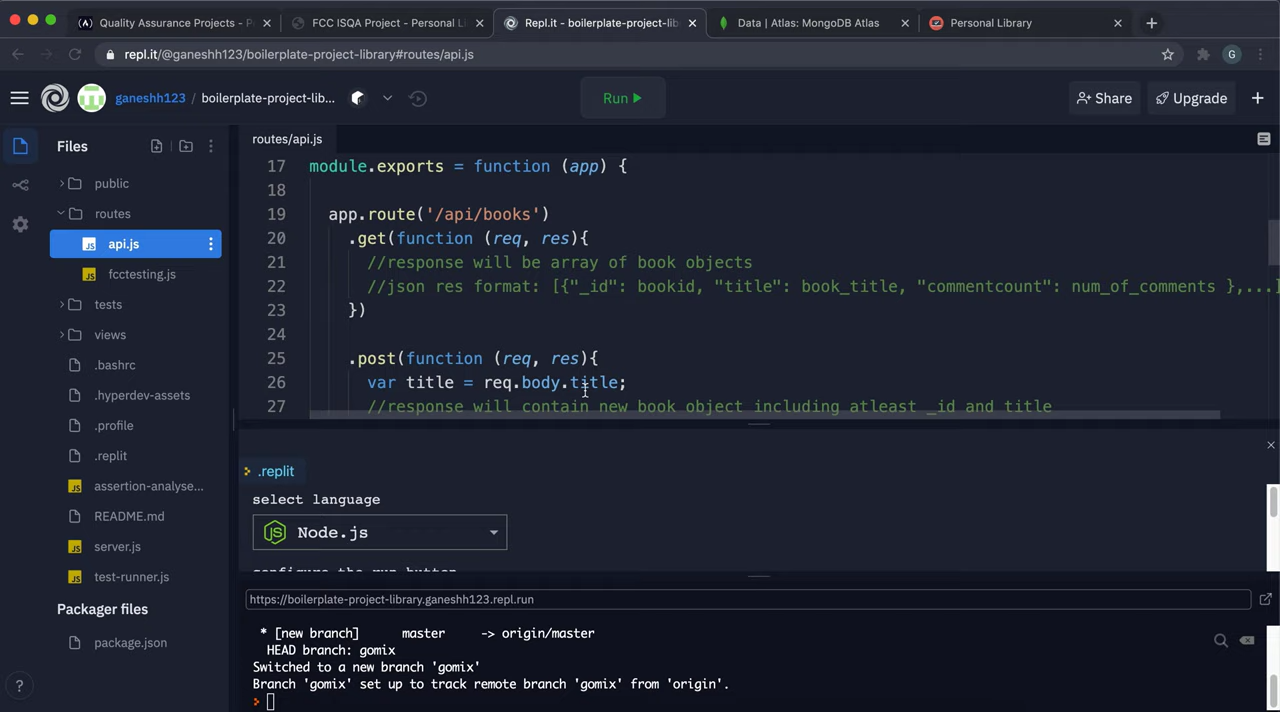 Quality Assurance Projects - P
FCC ISQA Project - Personal Li
Repl.it - boilerplate-project-lib
Data | Atlas: MongoDB Atlas
Personal Library
repl.it/@ganeshh123/boilerplate-project-library#routes/api.js
G
ganeshh123 / boilerplate-project-lib...
Run
Share
Upgrade
Files
public
routes
api.js
fcctesting.js
tests
views
.bashrc
.hyperdev-assets
.profile
.replit
assertion-analyse...
README.md
server.js
test-runner.js
Packager files
package.json
?
routes/api.js
17 module.exports = function (app) {
18
19 app.route('/api/books')
20 .get(function (req, res){
21 //response will be array of book objects
22 //json res format: [{"_id": bookid, "title": book_title, "commentcount": num_of_comments },...]
23 })
24
25 .post(function (req, res){
26 var title = req.body.title;
27 //response will contain new book object including atleast _id and title
.replit
select language
Node.js
configure the run button
https://boilerplate-project-library.ganeshh123.repl.run
* [new branch] master -> origin/master
HEAD branch: gomix
Switched to a new branch 'gomix'
Branch 'gomix' set up to track remote branch 'gomix' from 'origin'.